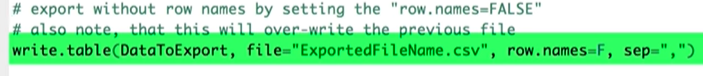 # export without row names by setting the "row.names=FALSE"
# also note, that this will over-write the previous file
write.table(DataToExport, file="ExportedFileName.csv", row.names=F, sep=",")